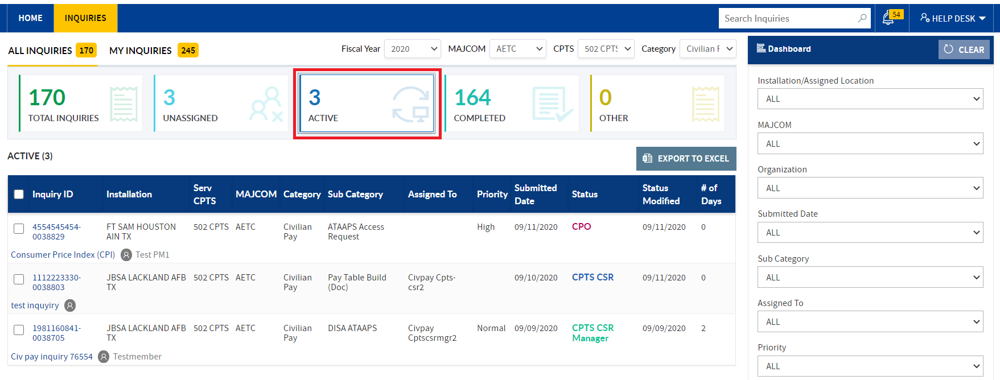 HOME
INQUIRIES
Search Inquiries
54
HELP DESK
ALL INQUIRIES 170
MY INQUIRIES 245
Fiscal Year 2020
MAJCOM AETC
CPTS 502 CPTS
Category Civilian F
170
TOTAL INQUIRIES
3
UNASSIGNED
3
ACTIVE
164
COMPLETED
0
OTHER
ACTIVE (3)
EXPORT TO EXCEL
Inquiry ID
Installation
Serv
CPTS
MAJCOM
Category
Sub Category
Assigned To
Priority
Submitted
Date
Status
Status
Modified
# of
Days
4554545454-
0038829
FT SAM HOUSTON
AIN TX
502 CPTS
AETC
Civilian
Pay
ATAAPS Access
Request
High
09/11/2020
CPO
09/11/2020
0
Consumer Price Index (CPI)
Test PM1
1112223330-
0038803
JBSA LACKLAND AFB
TX
502 CPTS
AETC
Civilian
Pay
Pay Table Build
(Doc)
Civpay Cpts-
csr2
09/10/2020
CPTS CSR
09/11/2020
0
test inquyiry
1981160841-
0038705
JBSA LACKLAND AFB
TX
502 CPTS
AETC
Civilian
Pay
DISA ATAAPS
Civpay
Cptscsrmgr2
Normal
09/09/2020
CPTS CSR
Manager
09/09/2020
2
Civ pay inquiry 76554
Testmember
Dashboard
CLEAR
Installation/Assigned Location
ALL
MAJCOM
ALL
Organization
ALL
Submitted Date
ALL
Sub Category
ALL
Assigned To
ALL
Priority
ALL